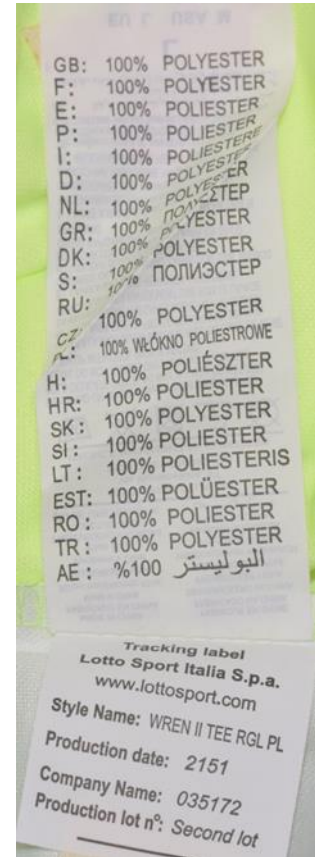 GB: 100% POLYESTER
F: 100% POLYESTER
E: 100% POLIESTER
P: 100% POLIESTER
I: 100% POLIESTERE
D: 100% POLYESTER
NL: 100%
GR: 100%
DK: 100% POLYESTER
S: 100%
RU: 100% ПОЛИЭСТЕР
CZ: 100% POLYESTER
100% WŁÓKNO POLIESTROWE
H: 100% POLIÉSZTER
HR: 100% POLIESTER
SK: 100% POLYESTER
SI: 100% POLIESTER
LT: 100% POLIESTERIS
EST: 100% POLÜESTER
RO: 100% POLIESTER
TR: 100% POLYESTER
AE: %100 البوليستر
Tracking label
Lotto Sport Italia S.p.a.
www.lottosport.com
Style Name: WREN II TEE RGL PL
Production date: 2151
Company Name: 035172
Production lot nº: Second lot